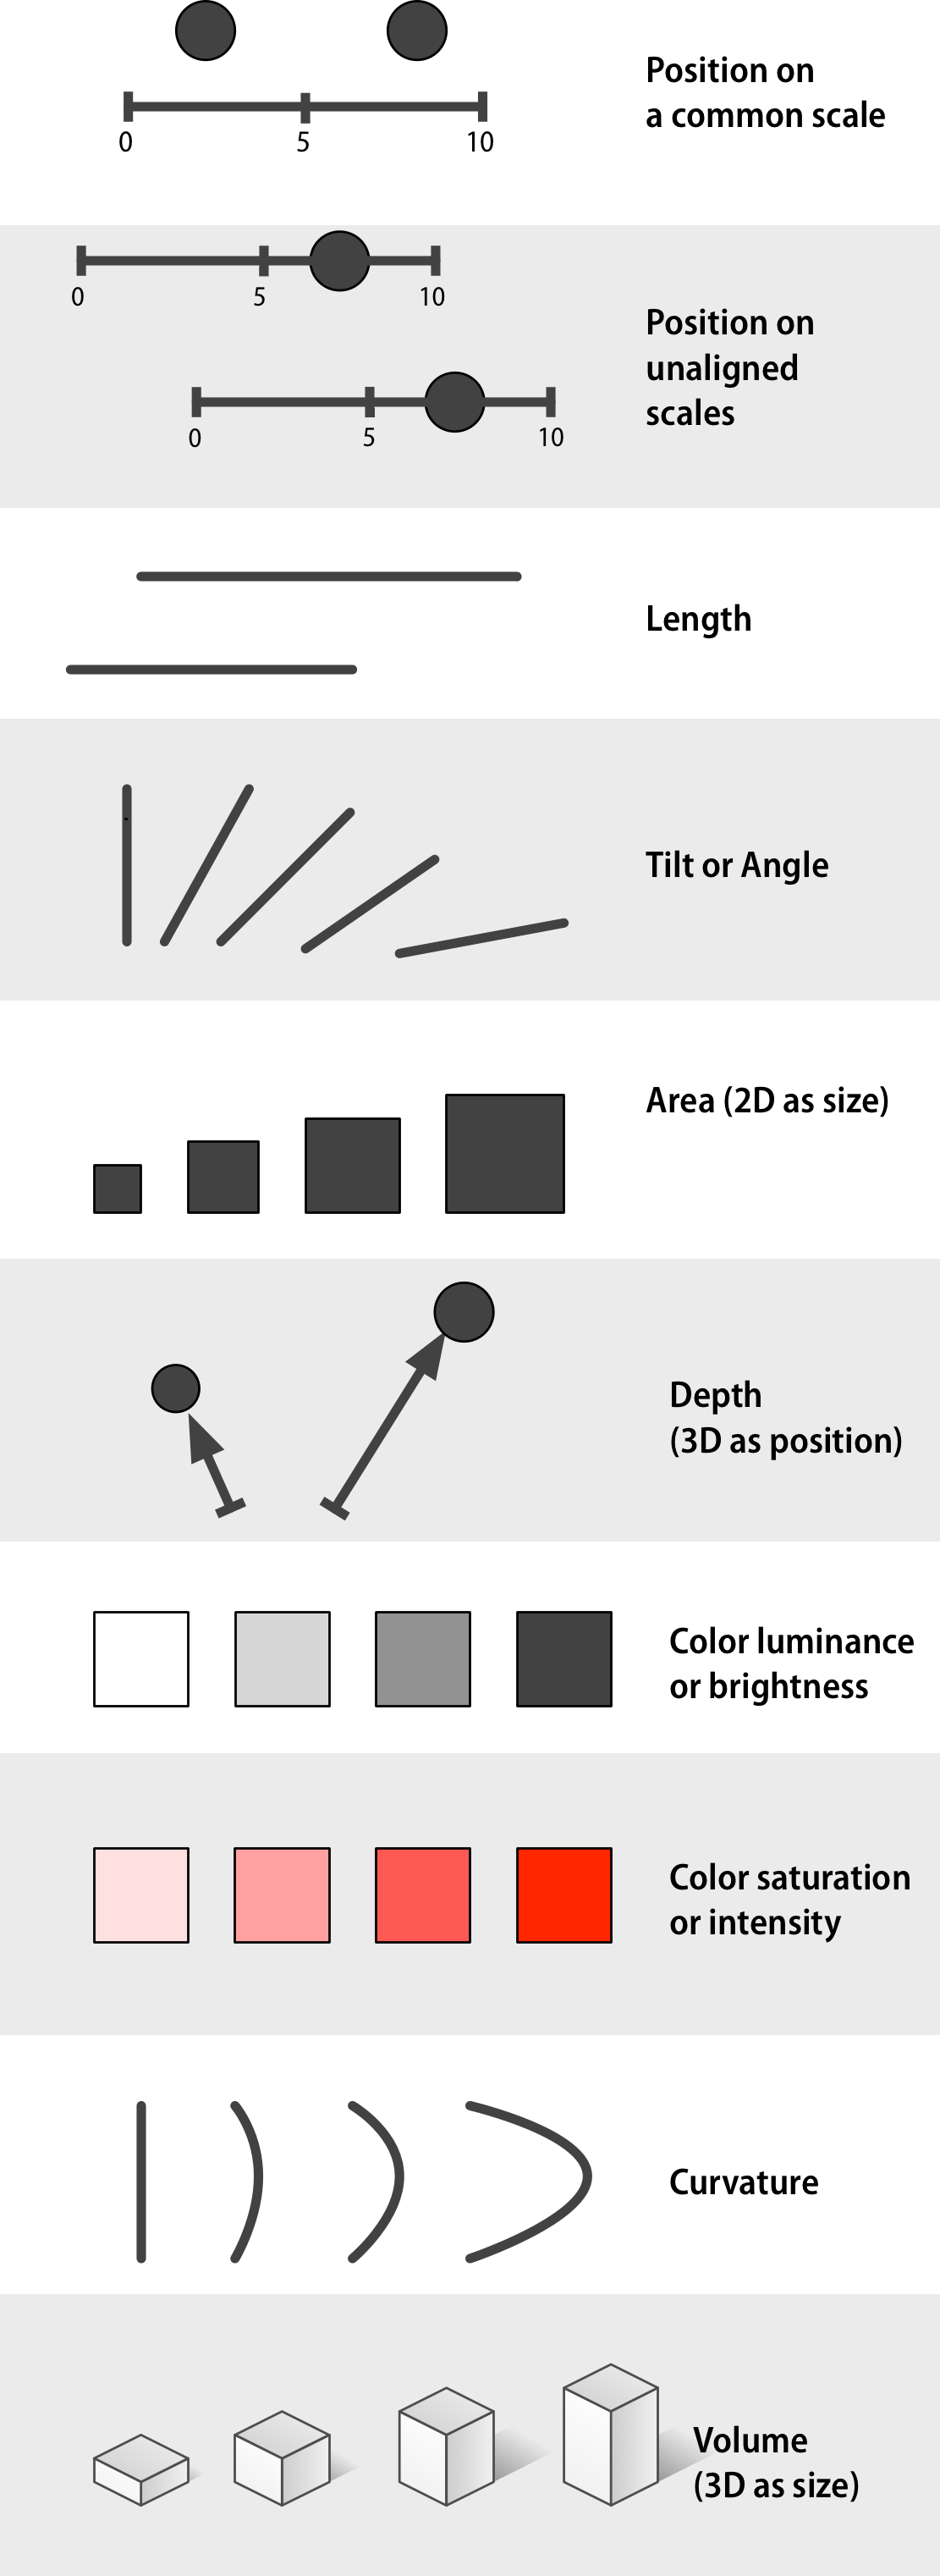 Position on
a common scale
0 5 10
0 5 10
Position on
unaligned
scales
0 5 10
Length
Tilt or Angle
Area (2D as size)
Depth
(3D as position)
Color luminance
or brightness
Color saturation
or intensity
Curvature
Volume
(3D as size)